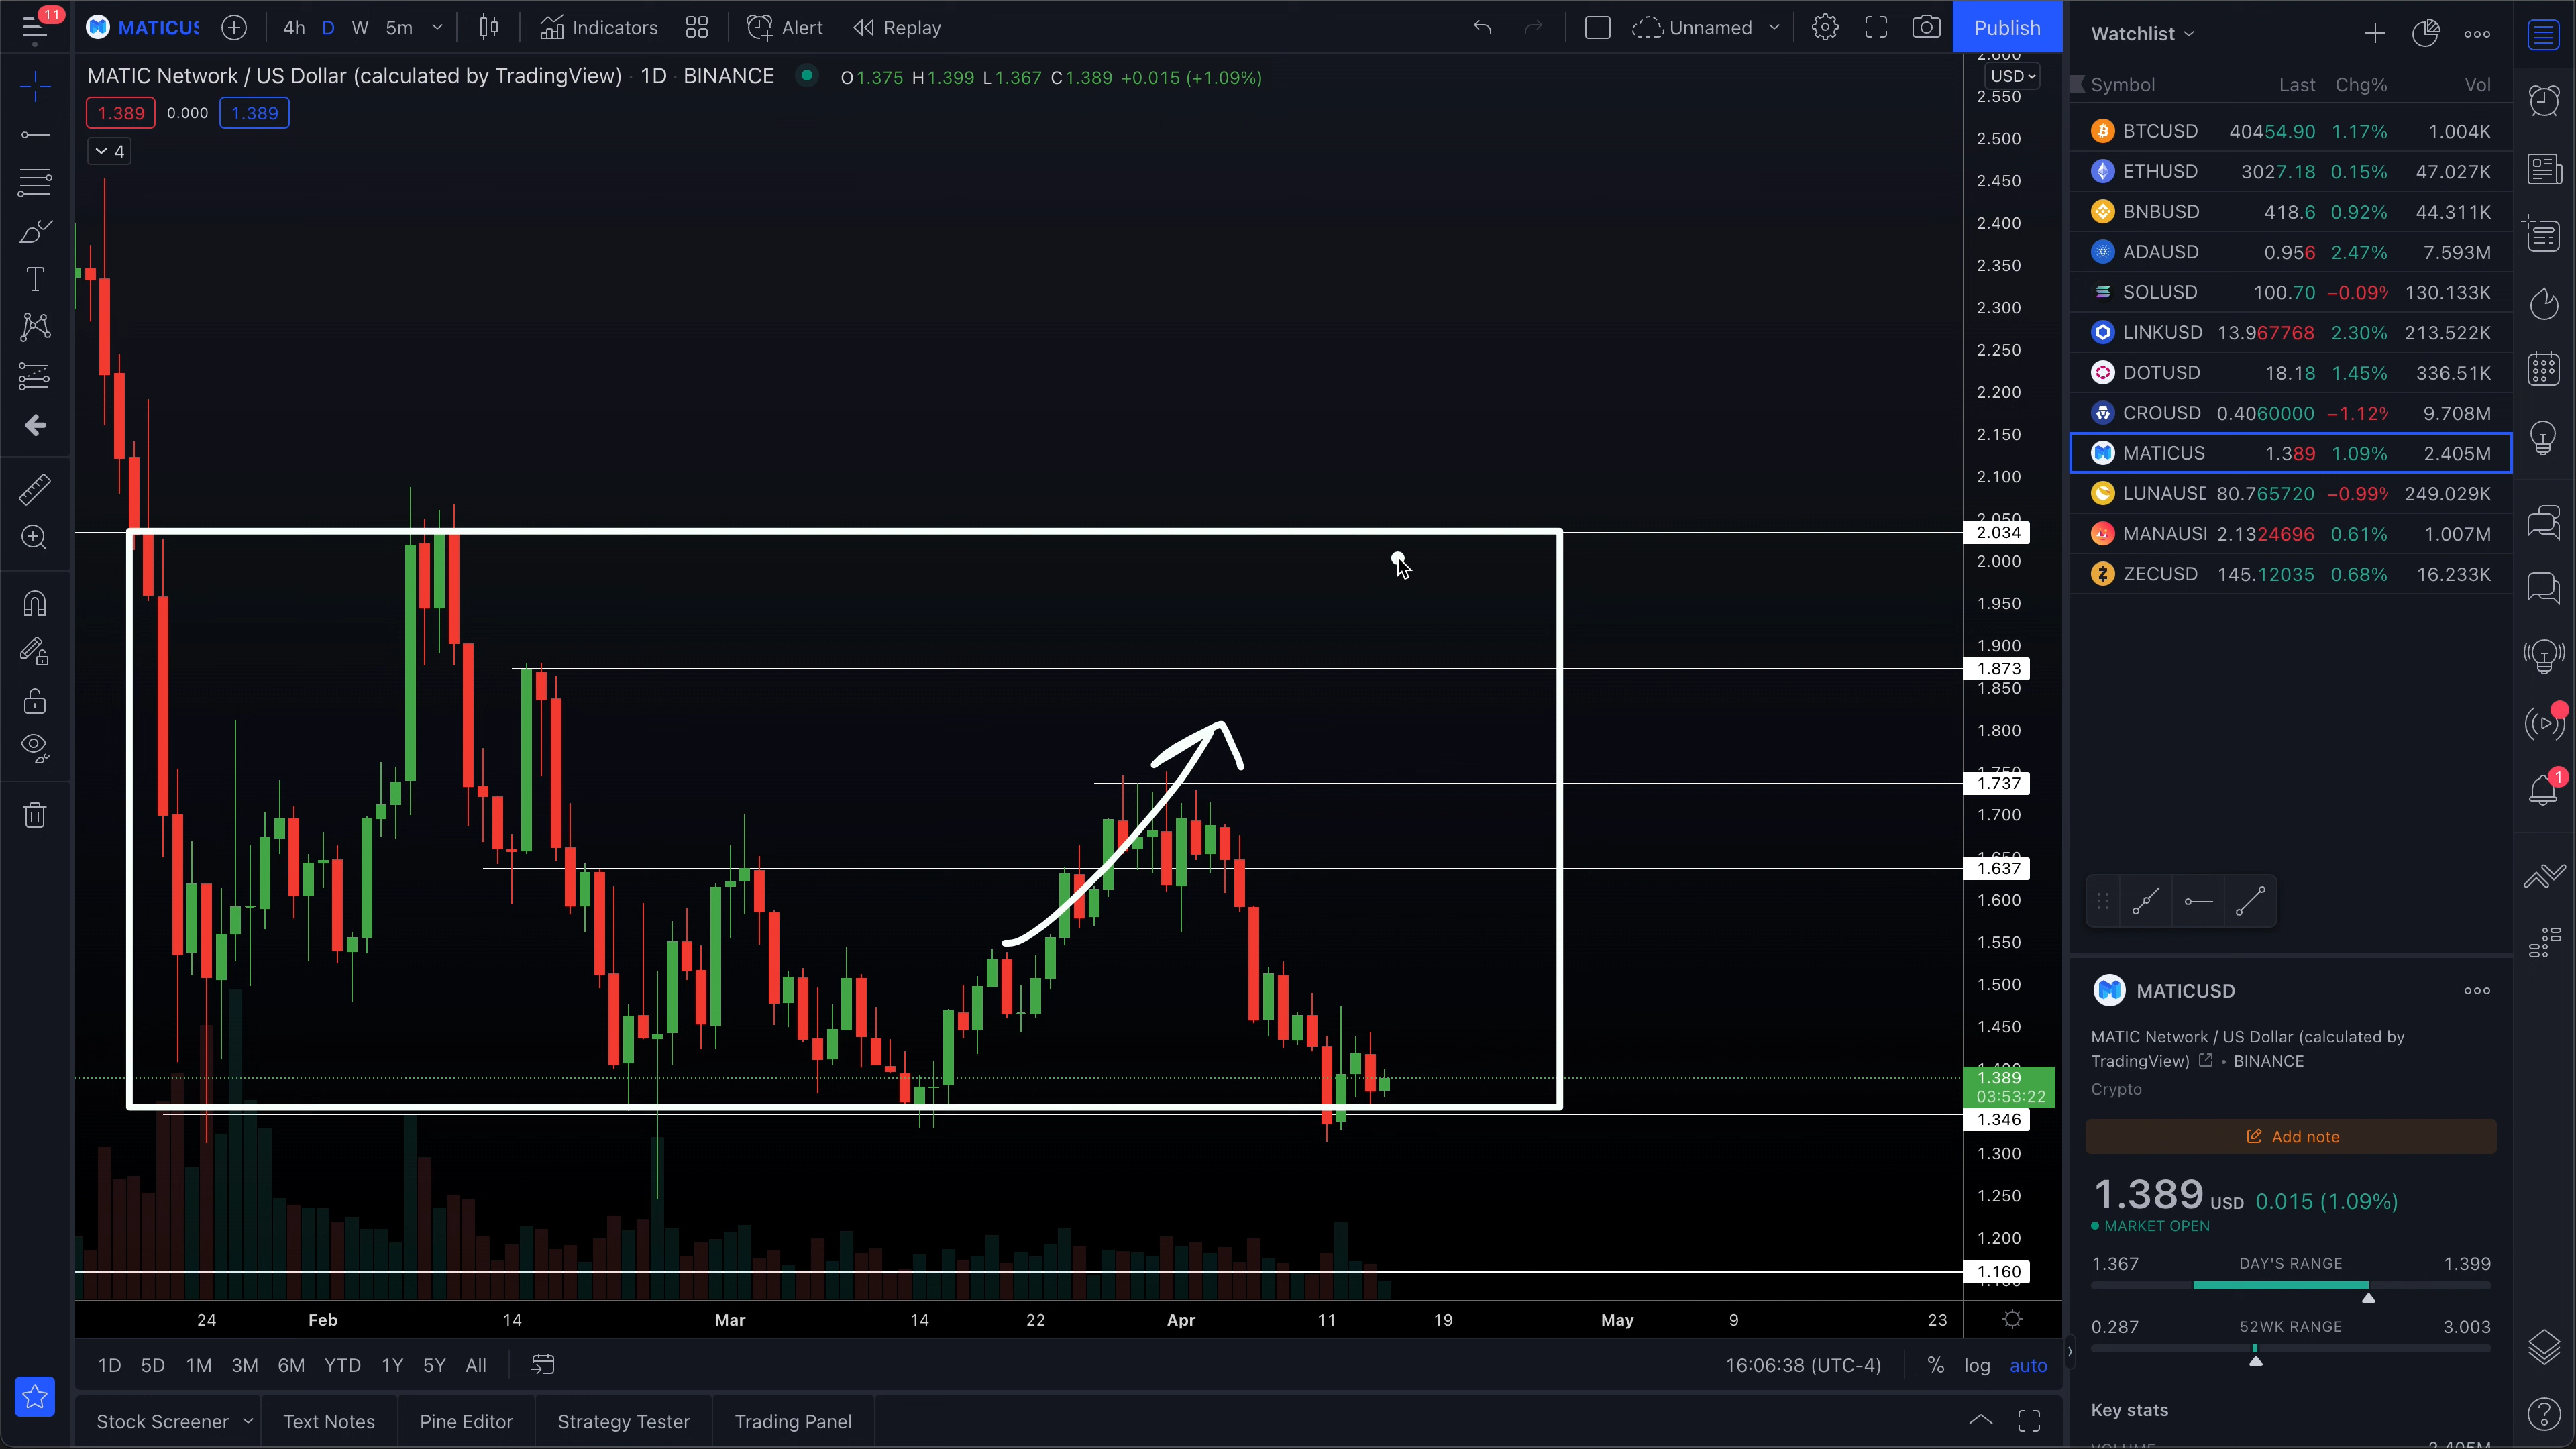 11
MATICUS
4h D W 5m
Indicators
Alert
Replay
Unnamed
Publish
MATIC Network / US Dollar (calculated by TradingView) · 1D · BINANCE
O1.375 H1.399 L1.367 C1.389 +0.015 (+1.09%)
1.389 0.000 1.389
4
USD
2.600
2.550
2.500
2.450
2.400
2.350
2.300
2.250
2.200
2.150
2.100
2.050
2.034
2.000
1.950
1.900
1.873
1.850
1.800
1.750
1.737
1.700
1.650
1.637
1.600
1.550
1.500
1.450
1.389
03:53:22
1.346
1.300
1.250
1.200
1.160
24 Feb 14 Mar 14 22 Apr 11 19 May 9 23
1D 5D 1M 3M 6M YTD 1Y 5Y All
16:06:38 (UTC-4) % log auto
Stock Screener Text Notes Pine Editor Strategy Tester Trading Panel
Watchlist
Symbol Last Chg% Vol
BTCUSD 40454.90 1.17% 1.004K
ETHUSD 3027.18 0.15% 47.027K
BNBUSD 418.6 0.92% 44.311K
ADAUSD 0.956 2.47% 7.593M
SOLUSD 100.70 −0.09% 130.133K
LINKUSD 13.967768 2.30% 213.522K
DOTUSD 18.18 1.45% 336.51K
CROUSD 0.4060000 −1.12% 9.708M
MATICUS 1.389 1.09% 2.405M
LUNAUSD 80.765720 −0.99% 249.029K
MANAUSI 2.1324696 0.61% 1.007M
ZECUSD 145.12035 0.68% 16.233K
1
MATICUSD
MATIC Network / US Dollar (calculated by
TradingView) • BINANCE
Crypto
Add note
1.389 USD 0.015 (1.09%)
MARKET OPEN
1.367 DAY'S RANGE 1.399
0.287 52WK RANGE 3.003
Key stats